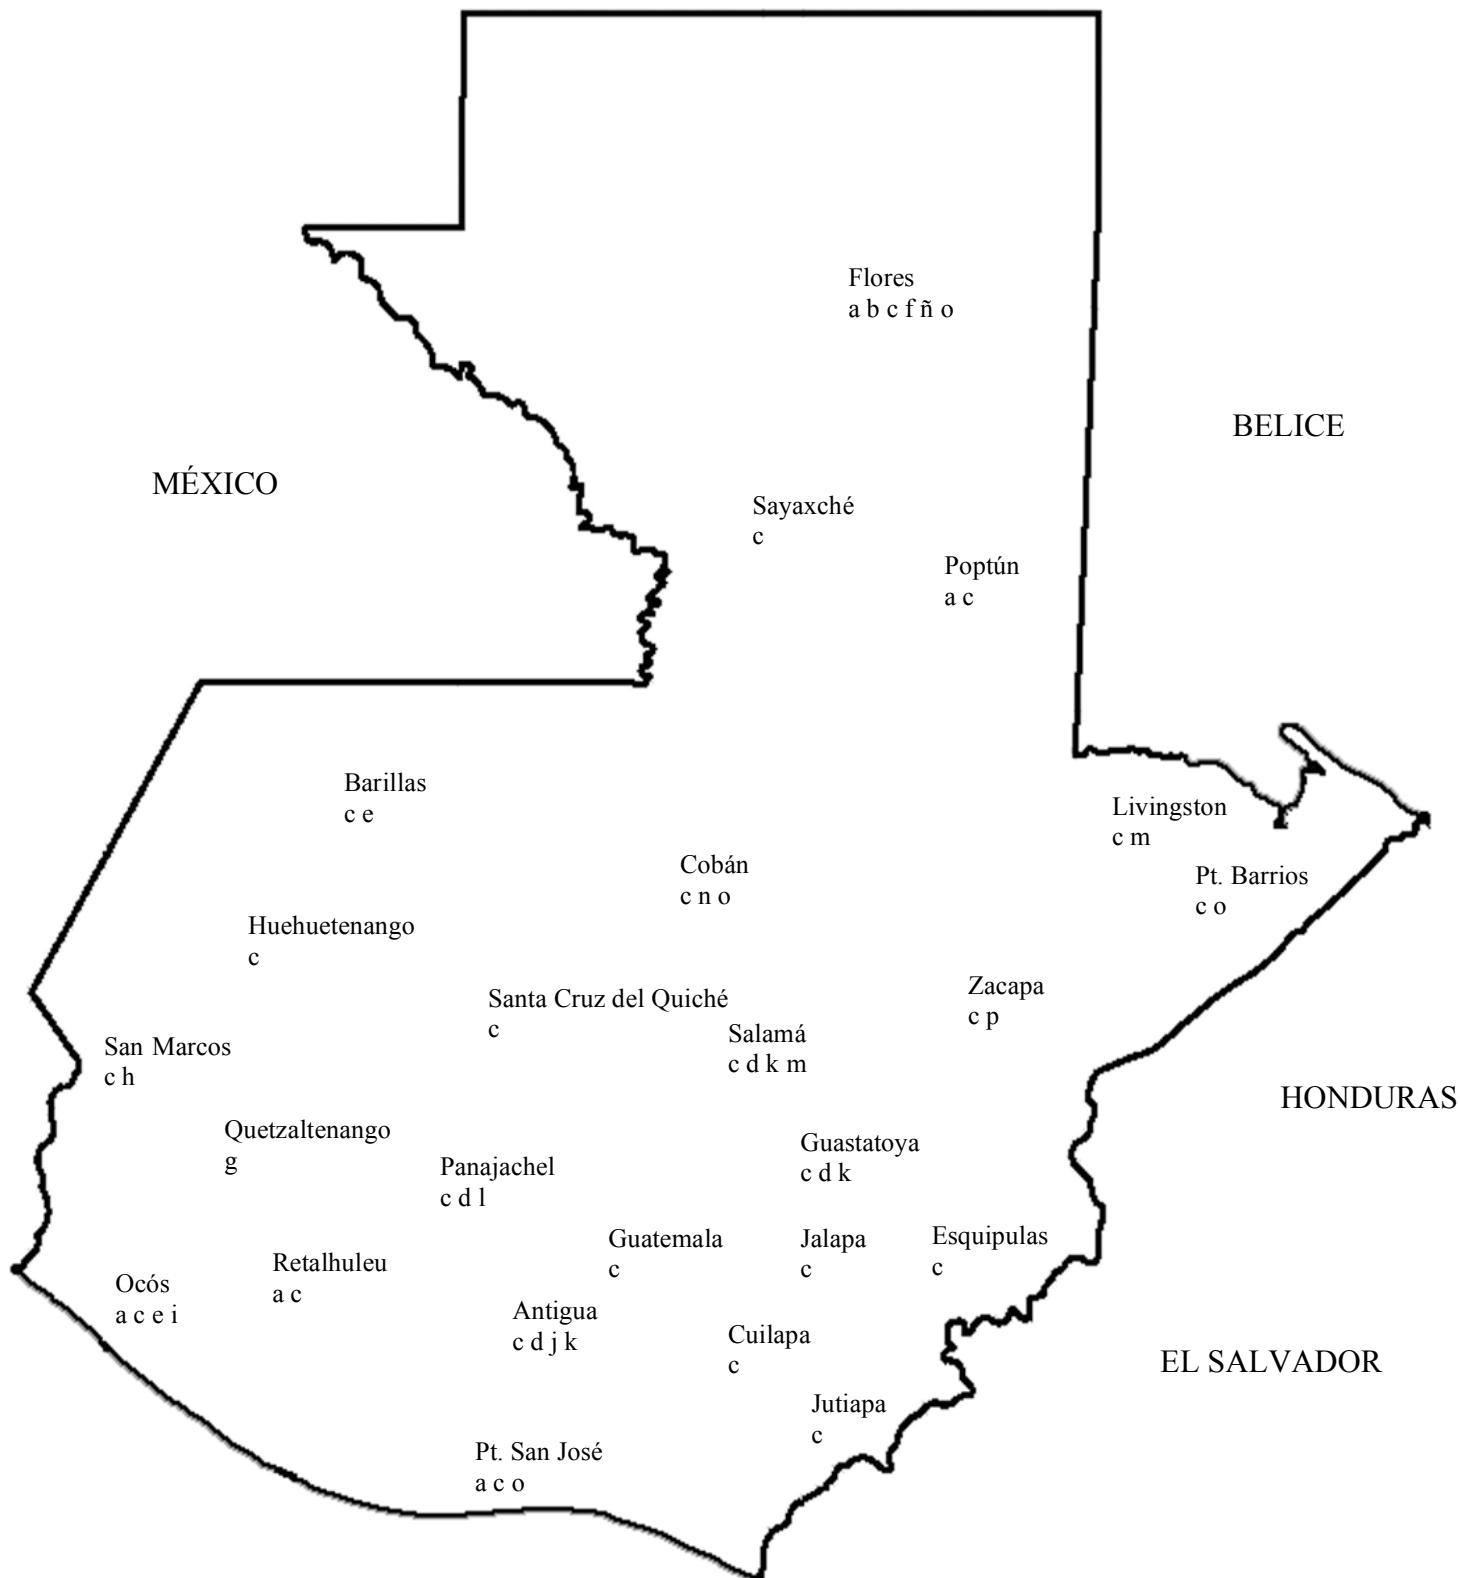 Flores
a b c f ñ o
BELICE
MÉXICO
Sayaxché
c
Poptún
a c
Barillas
c e
Livingston
c m
Cobán
c n o
Pt. Barrios
c o
Huehuetenango
c
Santa Cruz del Quiché
c
Zacapa
c p
Salamá
c d k m
San Marcos
c h
HONDURAS
Quetzaltenango
g
Panajachel
c d l
Guastatoya
c d k
Guatemala
c
Jalapa
c
Esquipulas
c
Retalhuleu
a c
Ocós
a c e i
Antigua
c d j k
Cuilapa
c
EL SALVADOR
Jutiapa
c
Pt. San José
a c o